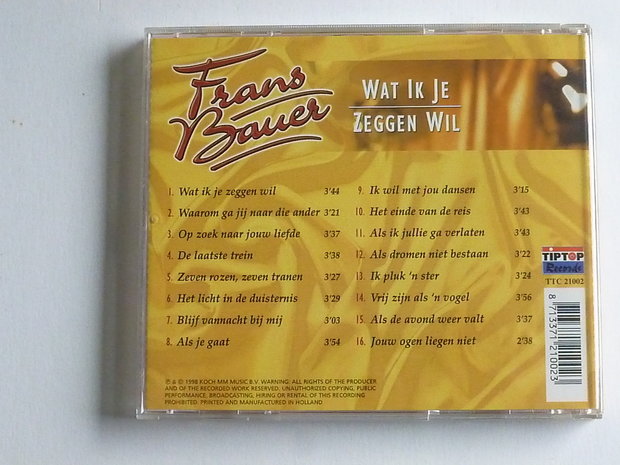 Frans
Bauer
WAT IK JE
ZEGGEN WIL
1. Wat ik je zeggen wil 3'44
2. Waarom ga jij naar die ander 3'21
3. Op zoek naar jouw liefde 3'37
4. De laatste trein 3'38
5. Zeven rozen, zeven tranen 3'27
6. Het licht in de duisternis 3'29
7. Blijf vannacht bij mij 3'03
8. Als je gaat 3'54
9. Ik wil met jou dansen 3'15
10. Het einde van de reis 3'43
11. Als ik jullie ga verlaten 3'43
12. Als dromen niet bestaan 3'22
13. Ik pluk 'n ster 3'24
14. Vrij zijn als 'n vogel 3'56
15. Als de avond weer valt 3'37
16. Jouw ogen liegen niet 2'38
TIPTOP
Records
TTC 21002
8 713371 210023
℗ & © 1998 KOCH MM MUSIC B.V. WARNING: ALL RIGHTS OF THE PRODUCER
AND OF THE RECORDED WORK RESERVED. UNAUTHORIZED COPYING, PUBLIC
PERFORMANCE, BROADCASTING, HIRING OR RENTAL OF THIS RECORDING
PROHIBITED. PRINTED AND MANUFACTURED IN HOLLAND